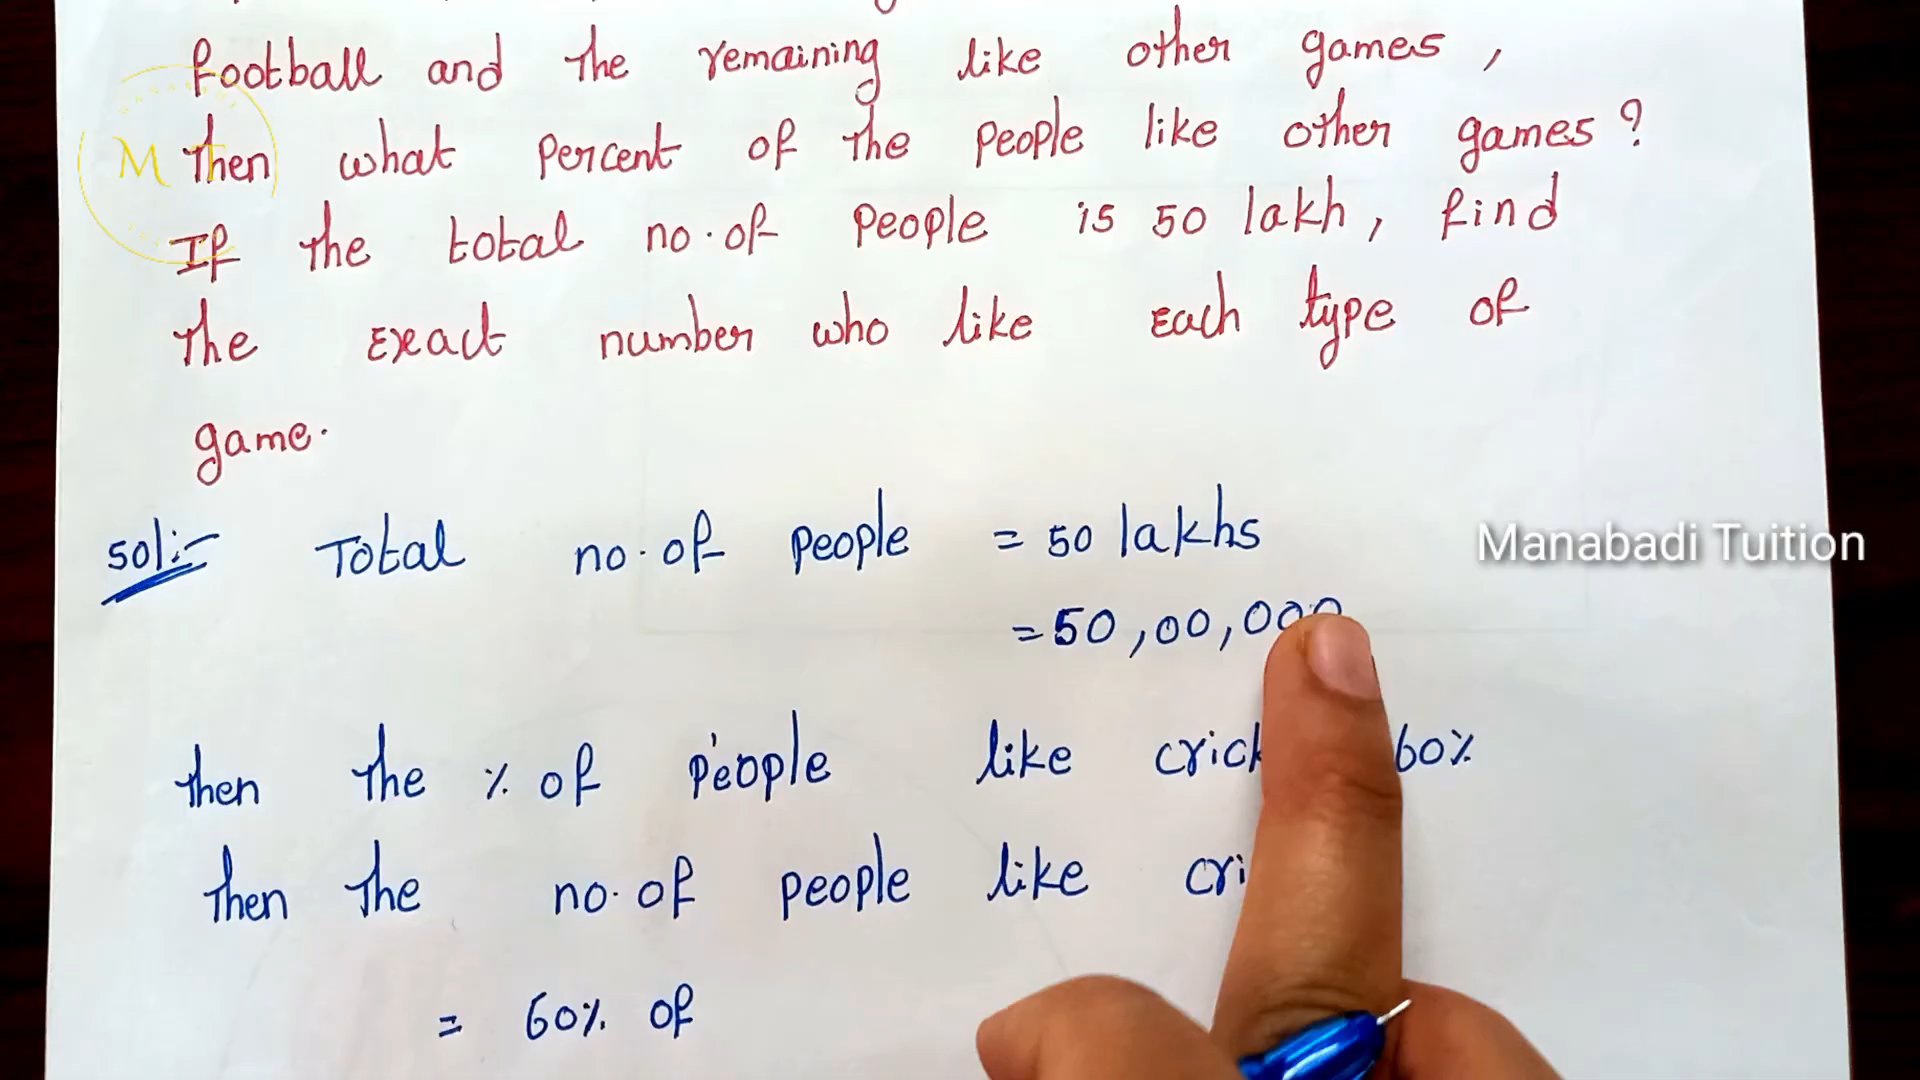 football and the remaining like other games,
M then what percent of the people like other games?
If the total no. of people is 50 lakh, find
the exact number who like each type of
game.
sol:- Total no. of people = 50 lakhs
Manabadi Tuition
= 50,00,000
then the % of people like crick 60%
then the no. of people like cri
= 60% of